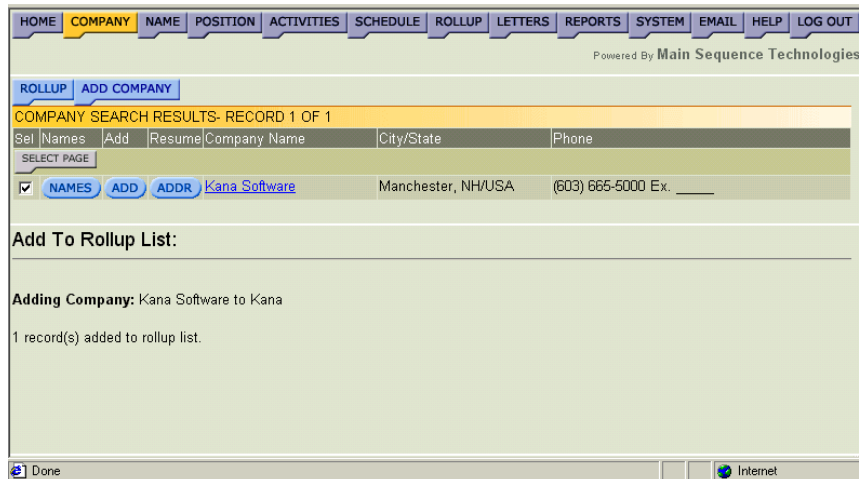 HOME COMPANY NAME POSITION ACTIVITIES SCHEDULE ROLLUP LETTERS REPORTS SYSTEM EMAIL HELP LOG OUT
Powered By Main Sequence Technologies
ROLLUP ADD COMPANY
COMPANY SEARCH RESULTS- RECORD 1 OF 1
Sel Names Add Resume Company Name City/State Phone
SELECT PAGE
NAMES ADD ADDR Kana Software Manchester, NH/USA (603) 665-5000 Ex. _____
Add To Rollup List:
Adding Company: Kana Software to Kana
1 record(s) added to rollup list.
Done Internet